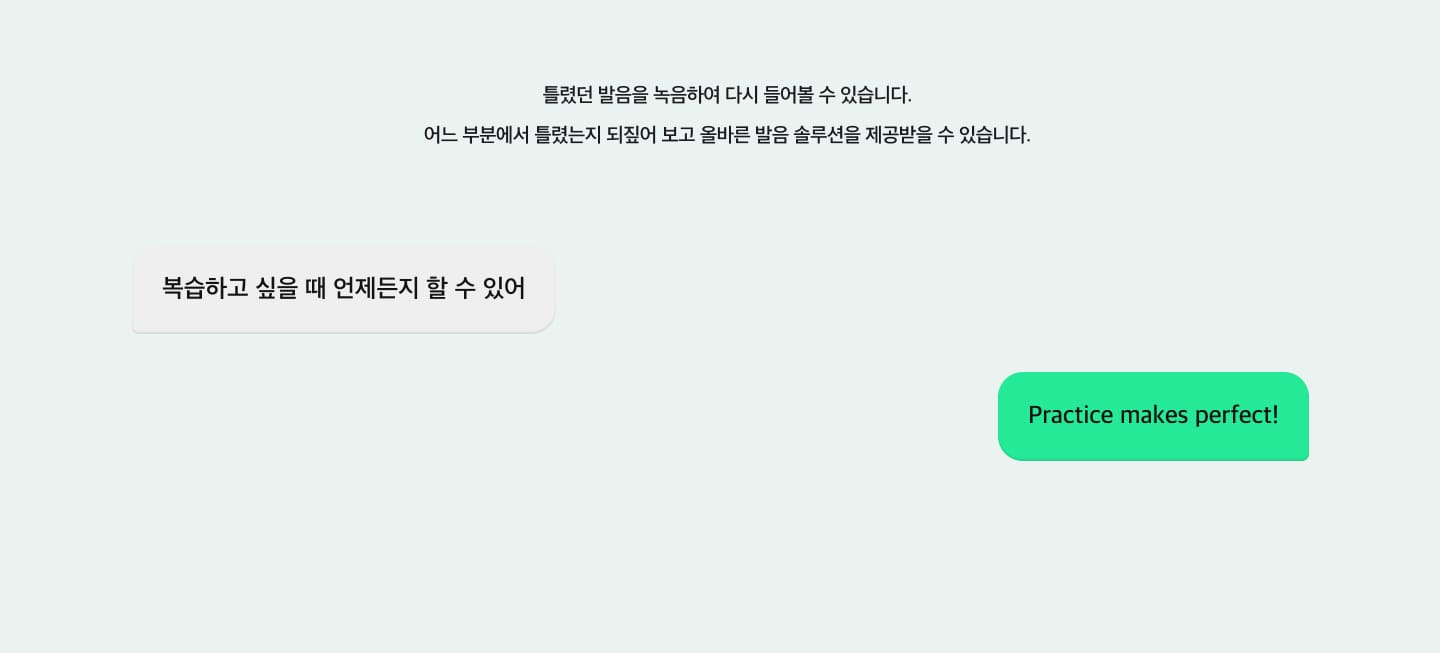 틀렸던 발음을 녹음하여 다시 들어볼 수 있습니다.
어느 부분에서 틀렸는지 되짚어 보고 올바른 발음 솔루션을 제공받을 수 있습니다.
복습하고 싶을 때 언제든지 할 수 있어
Practice makes perfect!